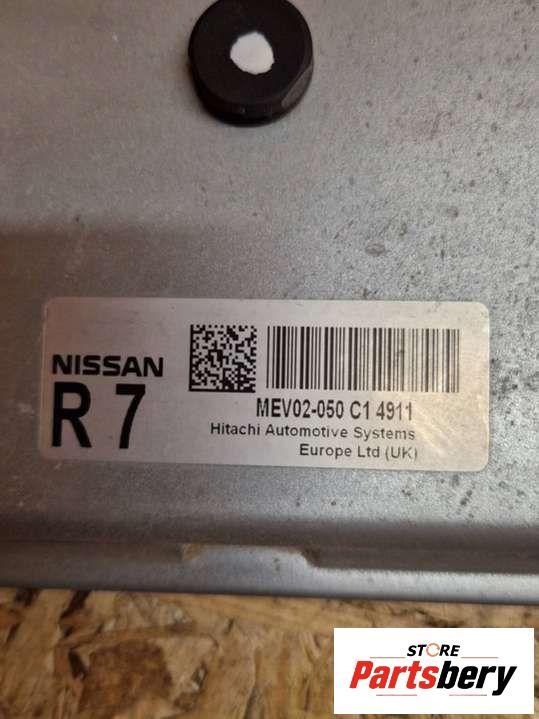 NISSAN
R 7
MEV02-050 C1 4911
Hitachi Automotive Systems
Europe Ltd (UK)
STORE
Partsbery